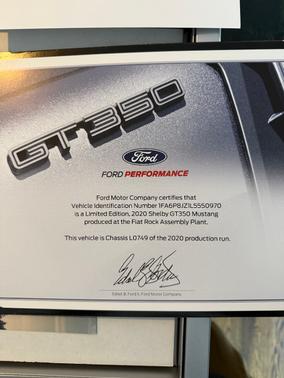 GT350
Ford
FORD PERFORMANCE
Ford Motor Company certifies that
Vehicle Identification Number 1FA6P8JZ1L5550970
is a Limited Edition, 2020 Shelby GT350 Mustang
produced at the Flat Rock Assembly Plant.
This vehicle is Chassis L0749 of the 2020 production run.
Edsel B. Ford II, Ford Motor Company